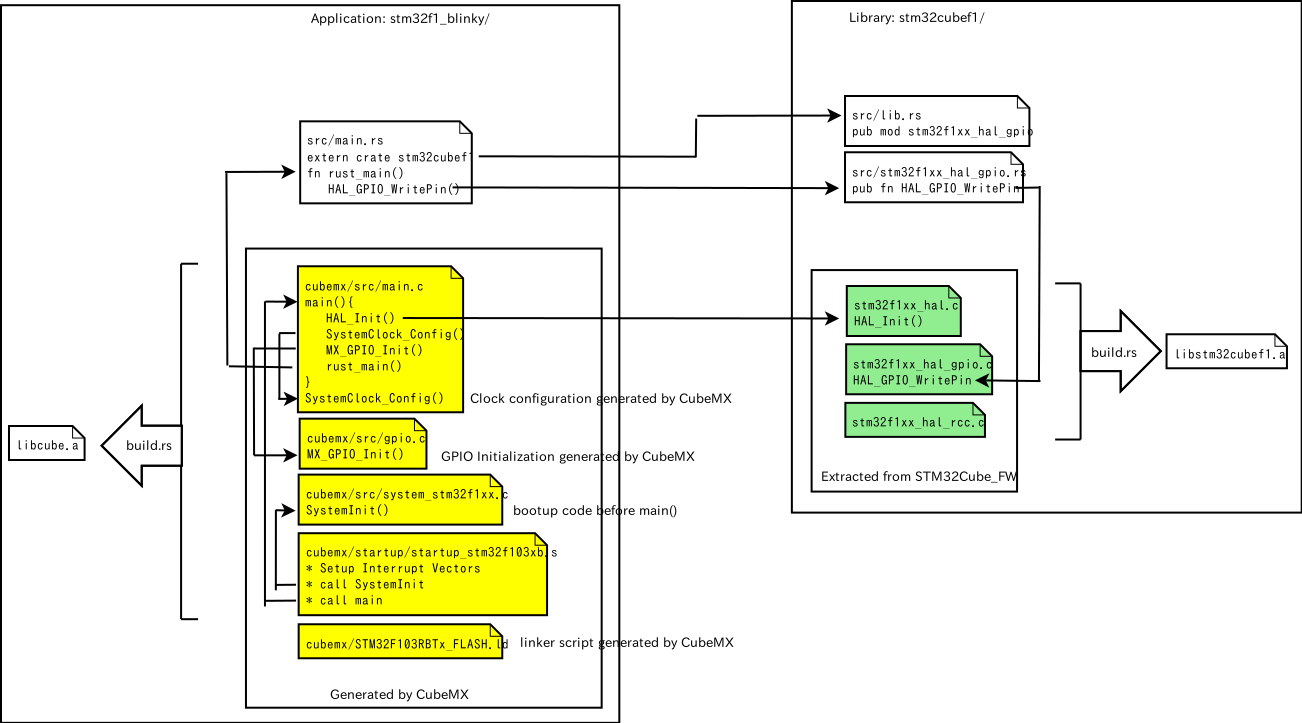 Application: stm32f1_blinky/
src/main.rs
extern crate stm32cubef1
fn rust_main()
HAL_GPIO_WritePin()
cubemx/src/main.c
main(){
HAL_Init()
SystemClock_Config()
MX_GPIO_Init()
rust_main()
}
SystemClock_Config()
Clock configuration generated by CubeMX
cubemx/src/gpio.c
MX_GPIO_Init()
GPIO Initialization generated by CubeMX
cubemx/src/system_stm32f1xx.c
SystemInit()
bootup code before main()
cubemx/startup/startup_stm32f103xb.s
* Setup Interrupt Vectors
* call SystemInit
* call main
cubemx/STM32F103RBTx_FLASH.ld
linker script generated by CubeMX
Generated by CubeMX
build.rs
libcube.a
Library: stm32cubef1/
src/lib.rs
pub mod stm32f1xx_hal_gpio
src/stm32f1xx_hal_gpio.rs
pub fn HAL_GPIO_WritePin
stm32f1xx_hal.c
HAL_Init()
stm32f1xx_hal_gpio.c
HAL_GPIO_WritePin
stm32f1xx_hal_rcc.c
Extracted from STM32Cube_FW
build.rs
libstm32cubef1.a